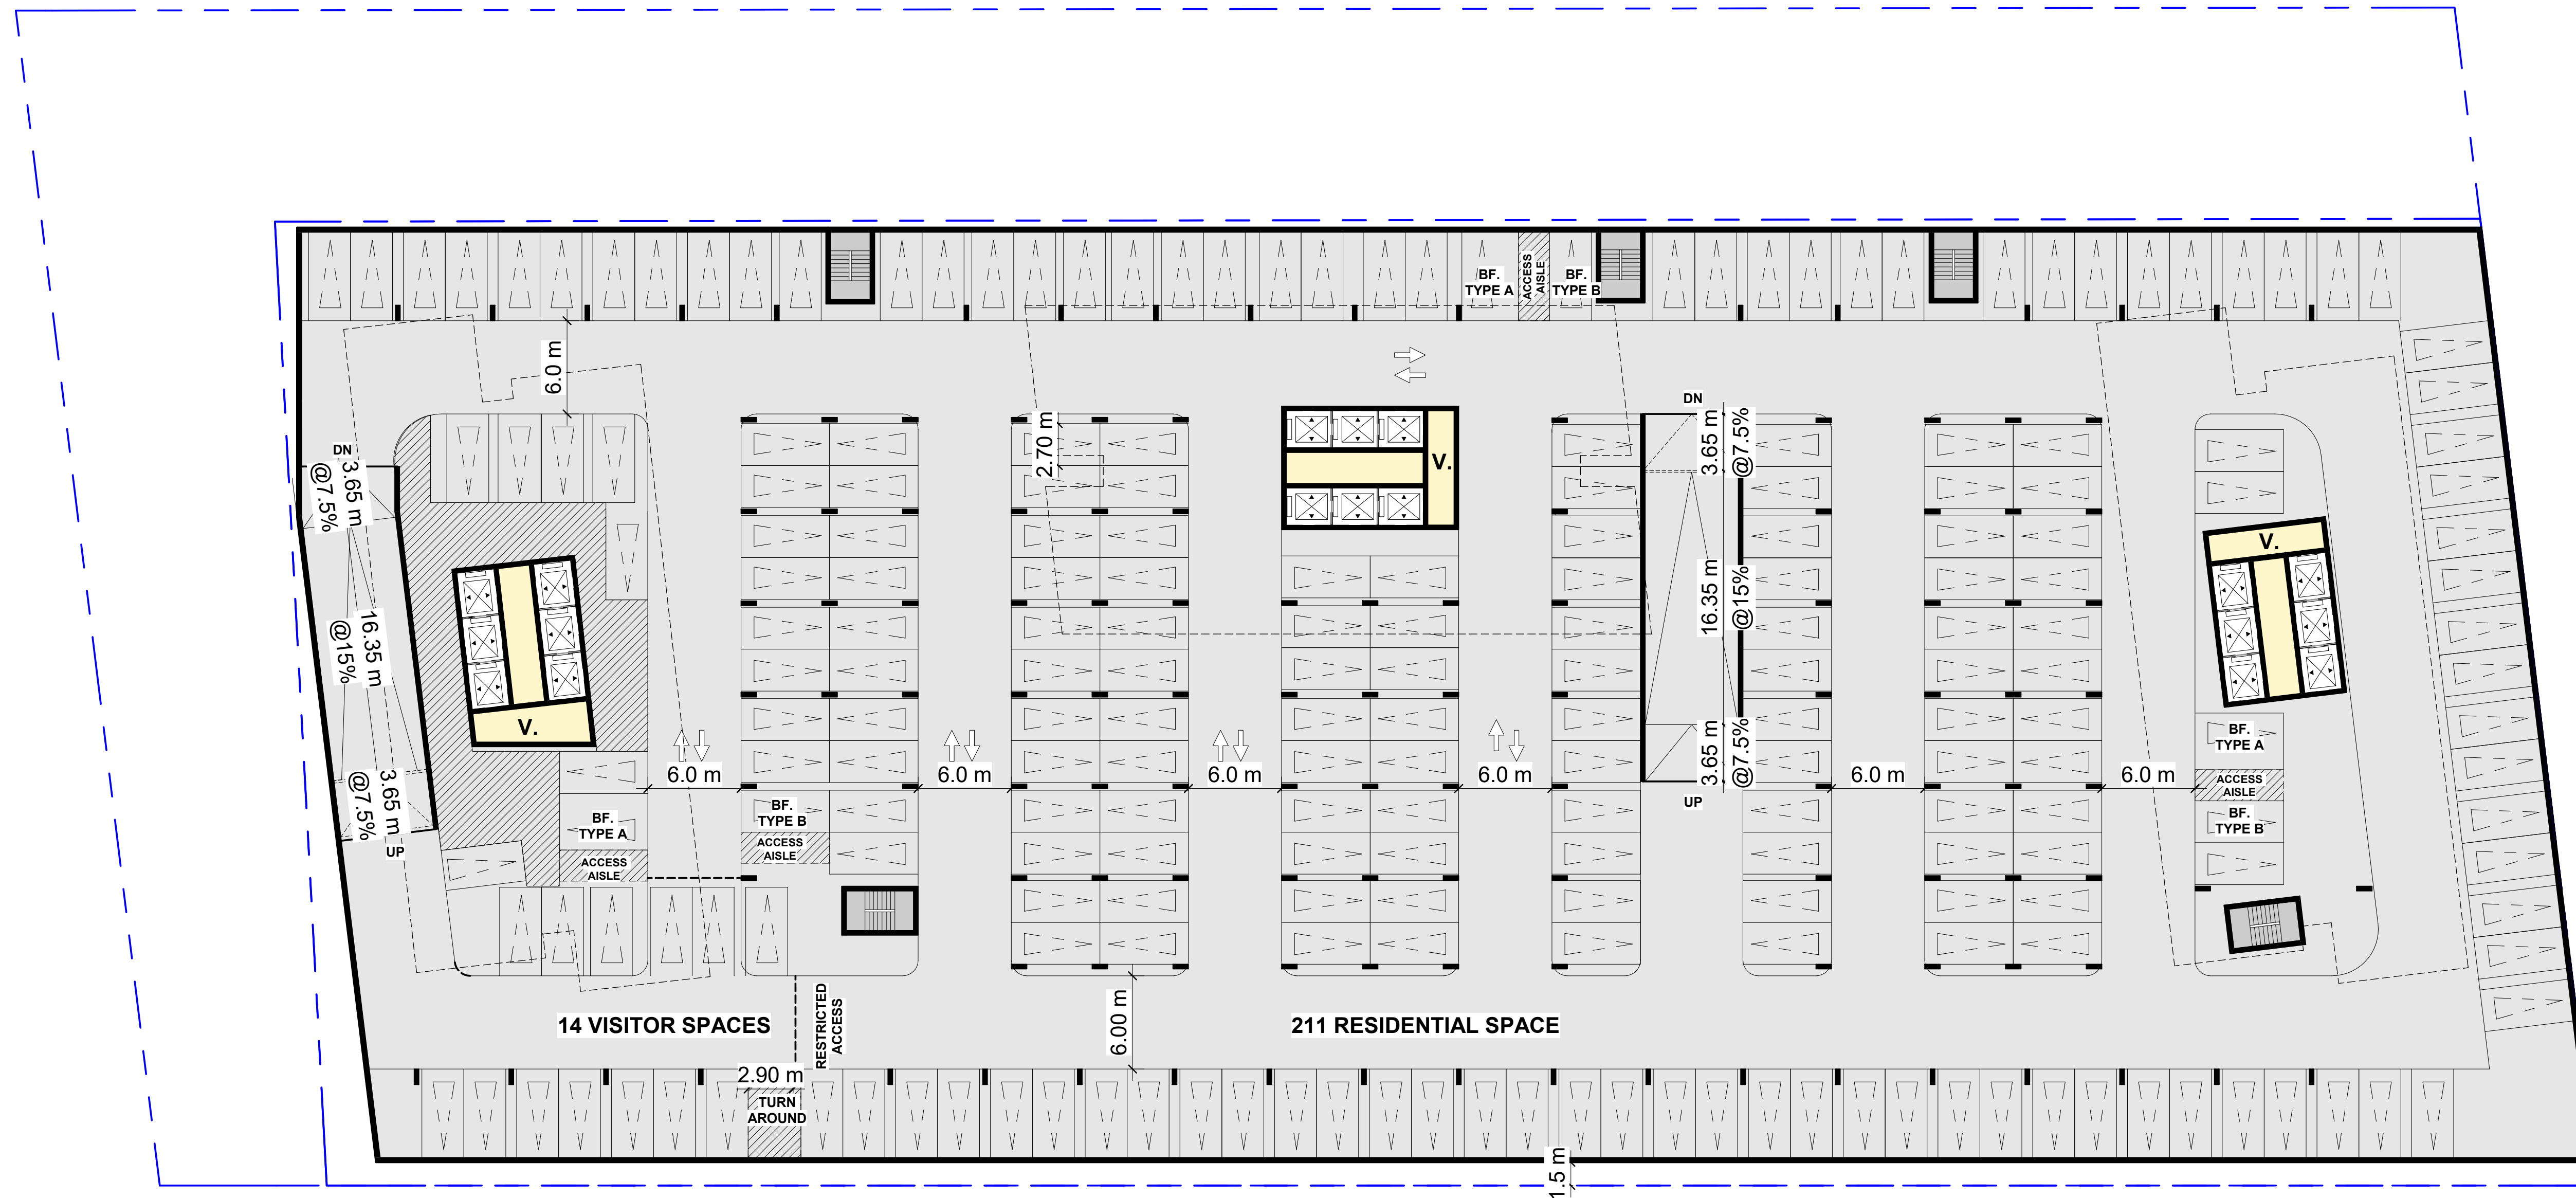 BF.
TYPE A
ACCESS
AISLE
BF.
TYPE B
6.0 m
DN
3.65 m
@7.5%
2.70 m
V.
DN
3.65 m
@7.5%
16.35 m
@15%
3.65 m
@7.5%
UP
V.
16.35 m
@15%
V.
3.65 m
@7.5%
UP
6.0 m
6.0 m
6.0 m
6.0 m
6.0 m
6.0 m
BF.
TYPE A
ACCESS
AISLE
BF.
TYPE B
BF.
TYPE A
ACCESS
AISLE
BF.
TYPE B
ACCESS
AISLE
14 VISITOR SPACES
RESTRICTED
ACCESS
6.00 m
211 RESIDENTIAL SPACE
2.90 m
TURN
AROUND
1.5 m